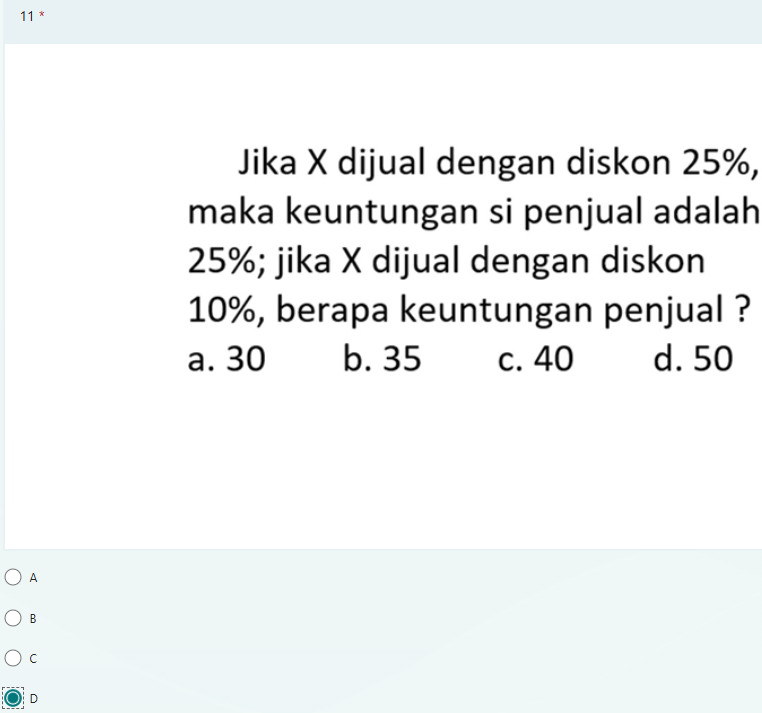 11 *
Jika X dijual dengan diskon 25%,
maka keuntungan si penjual adalah
25%; jika X dijual dengan diskon
10%, berapa keuntungan penjual ?
a. 30 b. 35 c. 40 d. 50
A
B
C
D